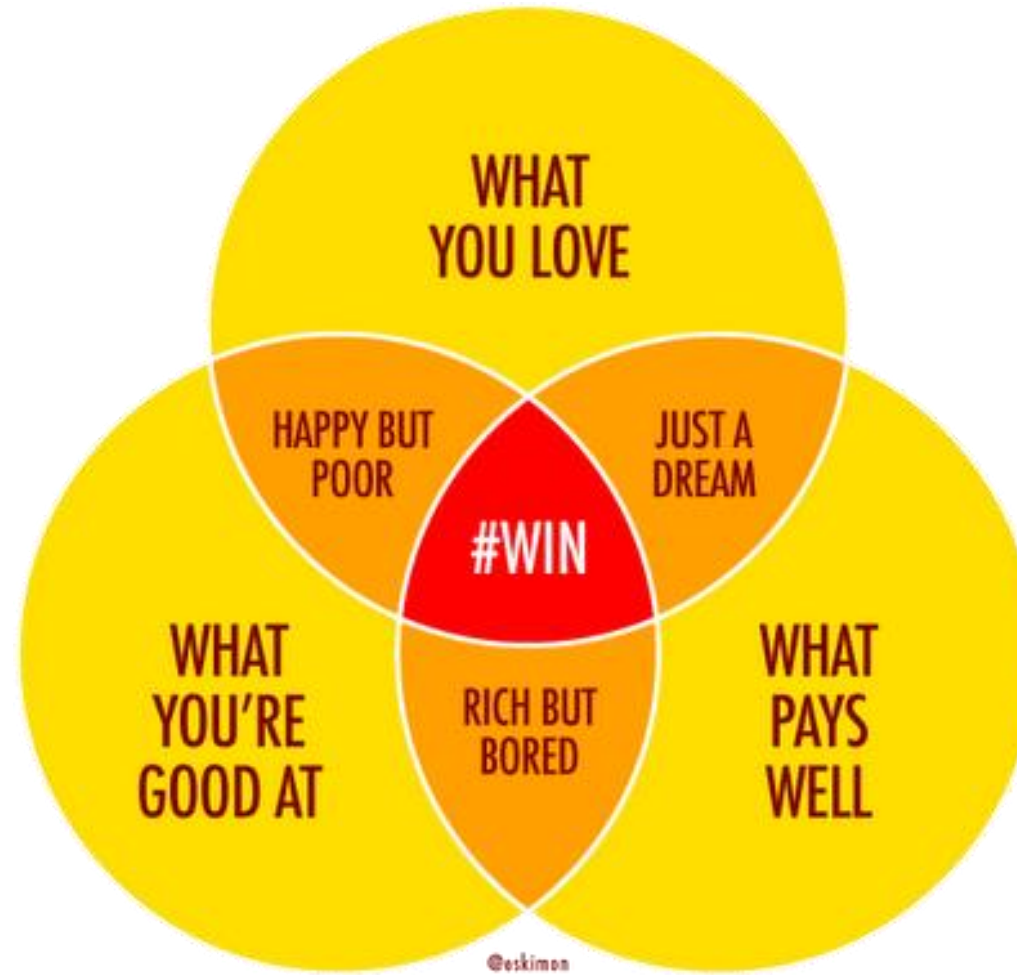 WHAT
YOU LOVE
HAPPY BUT
POOR
JUST A
DREAM
#WIN
WHAT
YOU'RE
GOOD AT
RICH BUT
BORED
WHAT
PAYS
WELL
@eskimon